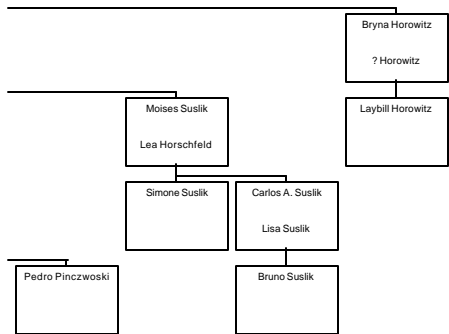 Bryna Horowitz
? Horowitz
Moises Suslik
Lea Horschfeld
Laybill Horowitz
Simone Suslik
Carlos A. Suslik
Lisa Suslik
Pedro Pinczwoski
Bruno Suslik